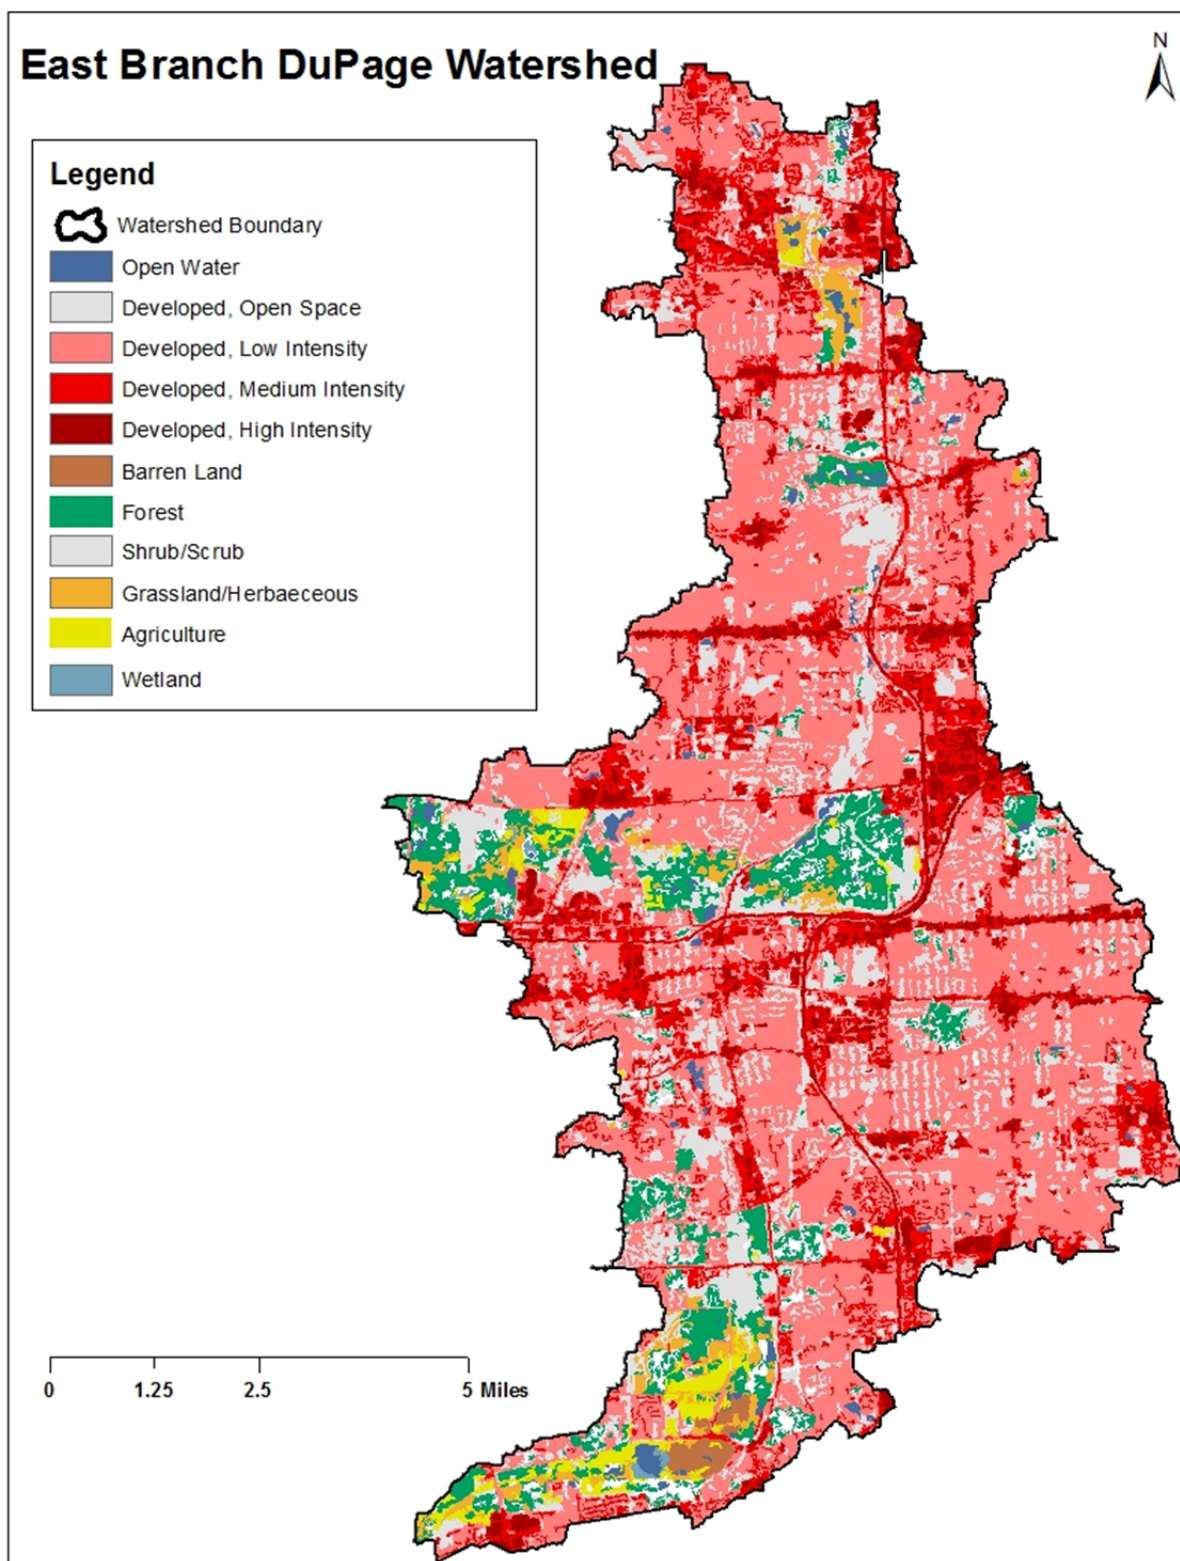 East Branch DuPage Watershed
N
Legend
Watershed Boundary
Open Water
Developed, Open Space
Developed, Low Intensity
Developed, Medium Intensity
Developed, High Intensity
Barren Land
Forest
Shrub/Scrub
Grassland/Herbaeceous
Agriculture
Wetland
0 1.25 2.5 5 Miles